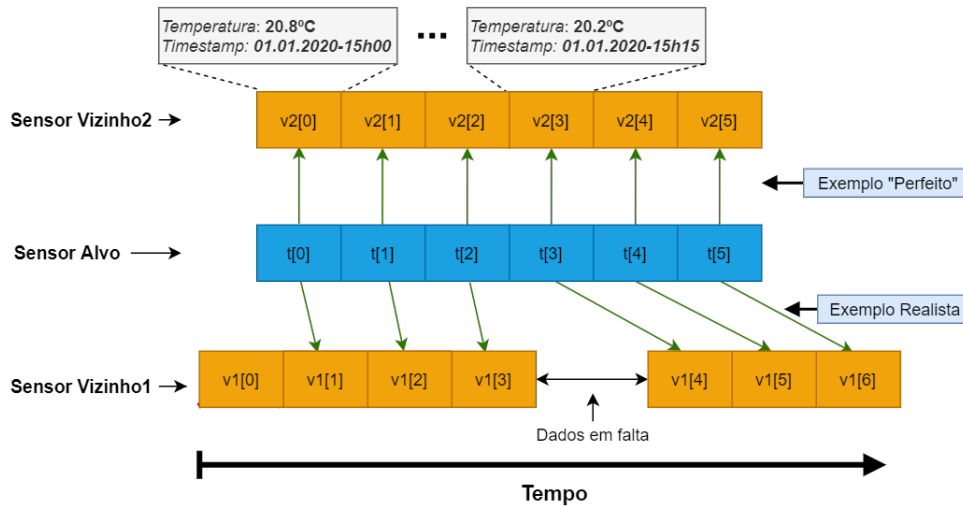 Temperatura: 20.8ºC
Timestamp: 01.01.2020-15h00
...
Temperatura: 20.2ºC
Timestamp: 01.01.2020-15h15
Sensor Vizinho2
v2[0] v2[1] v2[2] v2[3] v2[4] v2[5]
Exemplo "Perfeito"
Sensor Alvo
t[0] t[1] t[2] t[3] t[4] t[5]
Exemplo Realista
Sensor Vizinho1
v1[0] v1[1] v1[2] v1[3] v1[4] v1[5] v1[6]
Dados em falta
Tempo